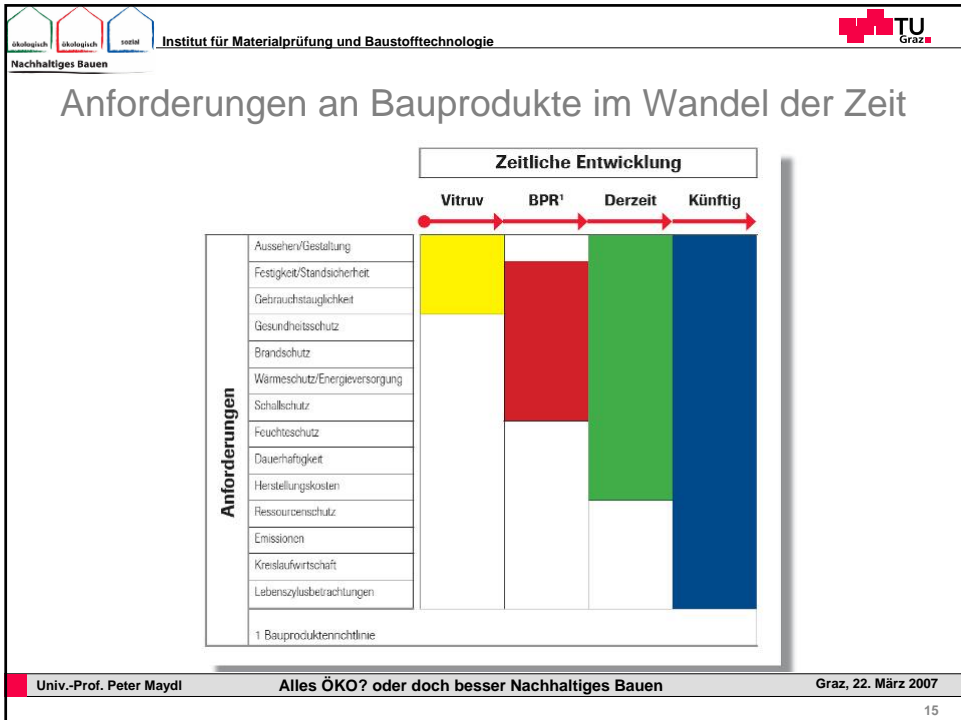 ökologisch ökologisch sozial
Nachhaltiges Bauen
Institut für Materialprüfung und Baustofftechnologie
TU
Graz
Anforderungen an Bauprodukte im Wandel der Zeit
Zeitliche Entwicklung
Vitruv BPR¹ Derzeit Künftig
Anforderungen
Aussehen/Gestaltung
Festigkeit/Standsicherheit
Gebrauchstauglichkeit
Gesundheitsschutz
Brandschutz
Wärmeschutz/Energieversorgung
Schallschutz
Feuchteschutz
Dauerhaftigkeit
Herstellungskosten
Ressourcenschutz
Emissionen
Kreislaufwirtschaft
Lebenszylusbetrachtungen
1 Bauproduktenrichtlinie
Univ.-Prof. Peter Maydl Alles ÖKO? oder doch besser Nachhaltiges Bauen Graz, 22. März 2007
15